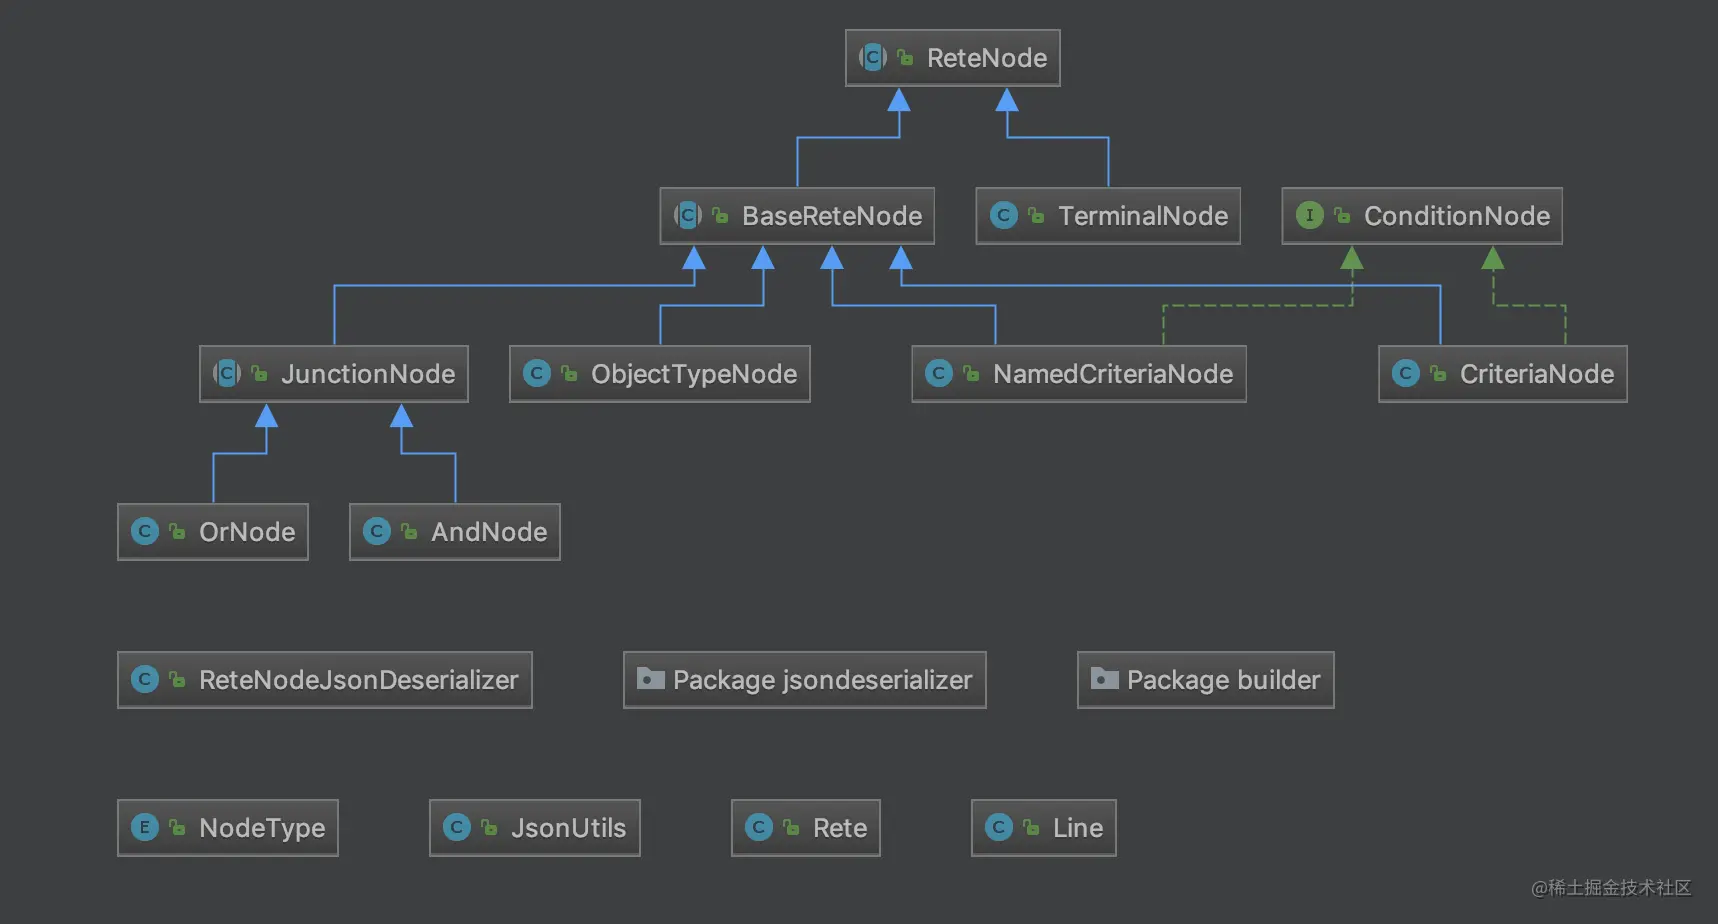 ReteNode
BaseReteNode
TerminalNode
ConditionNode
JunctionNode
ObjectTypeNode
NamedCriteriaNode
CriteriaNode
OrNode
AndNode
ReteNodeJsonDeserializer
Package jsondeserializer
Package builder
NodeType
JsonUtils
Rete
Line
@稀土掘金技术社区